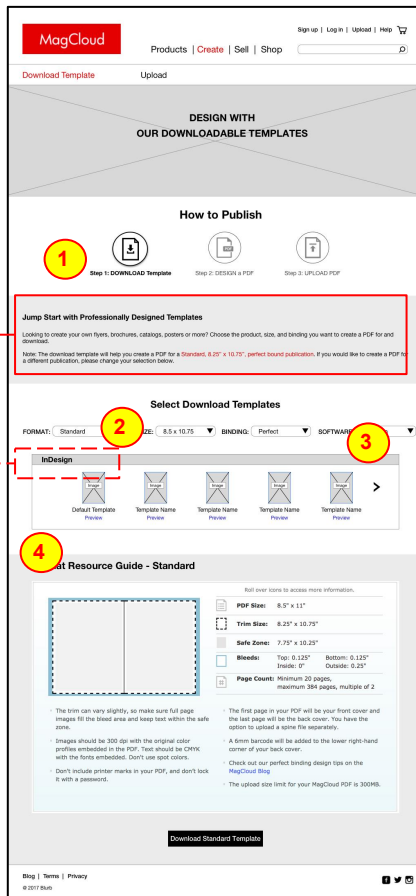 MagCloud
Sign up | Log in | Upload | Help
Products | Create | Sell | Shop
Download Template Upload
DESIGN WITH
OUR DOWNLOADABLE TEMPLATES
How to Publish
1
PDF
Step 1: DOWNLOAD Template Step 2: DESIGN a PDF Step 3: UPLOAD PDF
Jump Start with Professionally Designed Templates
Looking to create your own flyers, brochures, catalogs, posters or more? Choose the product, size, and binding you want to create a PDF for and
download.
Note: The download template will help you create a PDF for a Standard, 8.25" x 10.75", perfect bound publication. If you would like to create a PDF for
a different publication, please change your selection below.
Select Download Templates
FORMAT: Standard 2 ZE: 8.5 x 10.75 BINDING: Perfect SOFTWARE 3
InDesign
Image Image Image Image Image
Default Template Template Name Template Name Template Name Template Name
Preview Preview Preview Preview Preview
4 at Resource Guide - Standard
Roll over icons to access more information.
PDF Size: 8.5" x 11"
Trim Size: 8.25" x 10.75"
Safe Zone: 7.75" x 10.25"
Bleeds: Top: 0.125" Bottom: 0.125"
Inside: 0" Outside: 0.25"
Page Count: Minimum 20 pages,
maximum 384 pages, multiple of 2
The trim can vary slightly, so make sure full page
images fill the bleed area and keep text within the safe
zone.
Images should be 300 dpi with the original color
profiles embedded in the PDF. Text should be CMYK
with the fonts embedded. Don't use spot colors.
Don't include printer marks in your PDF, and don't lock
it with a password.
The first page in your PDF will be your front cover and
the last page will be the back cover. You have the
option to upload a spine file separately.
A 6mm barcode will be added to the lower right-hand
corner of your back cover.
Check out our perfect binding design tips on the
MagCloud Blog
The upload size limit for your MagCloud PDF is 300MB.
Download Standard Template
Blog | Terms | Privacy
© 2017 Blurb